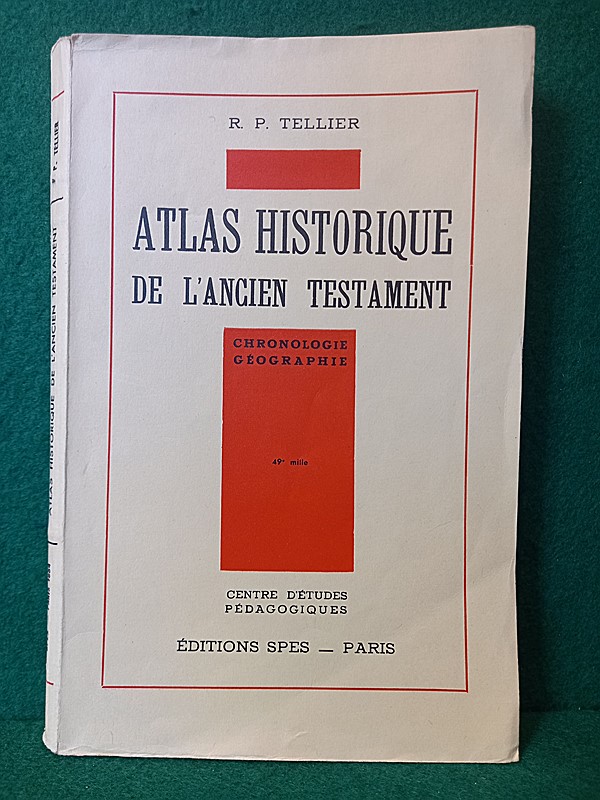 R. P. TELLIER
ATLAS HISTORIQUE
DE L'ANCIEN TESTAMENT
CHRONOLOGIE
GÉOGRAPHIE
49e mille
CENTRE D'ÉTUDES
PÉDAGOGIQUES
ÉDITIONS SPES — PARIS
P. TELLIER
ATLAS HISTORIQUE DE L'ANCIEN TESTAMENT